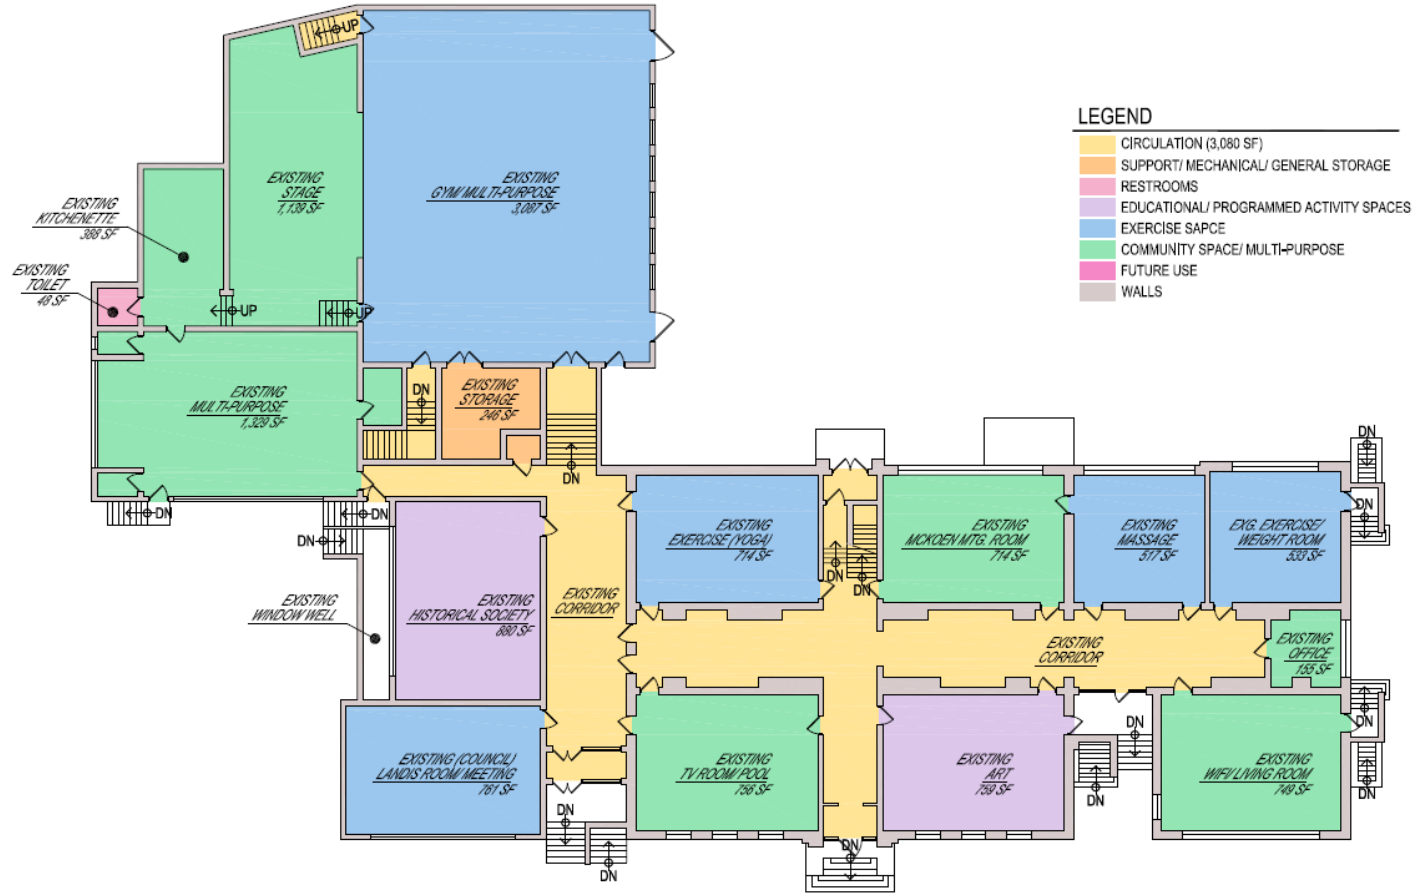 UP
EXISTING
STAGE
1,139 SF
EXISTING
GYM/ MULTI-PURPOSE
3,087 SF
EXISTING
KITCHENETTE
388 SF
EXISTING
TOILET
48 SF
UP
UP
LEGEND
CIRCULATION (3,080 SF)
SUPPORT/ MECHANICAL/ GENERAL STORAGE
RESTROOMS
EDUCATIONAL/ PROGRAMMED ACTIVITY SPACES
EXERCISE SAPCE
COMMUNITY SPACE/ MULTI-PURPOSE
FUTURE USE
WALLS
EXISTING
MULTI-PURPOSE
1,329 SF
DN
EXISTING
STORAGE
246 SF
DN
DN
DN
DN
DN
DN
EXISTING
EXERCISE (YOGA)
714 SF
EXISTING
MCKOEN MTG. ROOM
714 SF
EXISTING
MASSAGE
517 SF
EXG. EXERCISE/
WEIGHT ROOM
533 SF
DN
DN
EXISTING
WINDOW WELL
EXISTING
HISTORICAL SOCIETY
880 SF
EXISTING
CORRIDOR
EXISTING
CORRIDOR
EXISTING
OFFICE
155 SF
EXISTING (COUNCIL)
LANDIS ROOM/ MEETING
761 SF
EXISTING
TV ROOM/ POOL
756 SF
EXISTING
ART
759 SF
EXISTING
WIFI/ LIVING ROOM
749 SF
DN
DN
DN
DN
DN
DN
DN